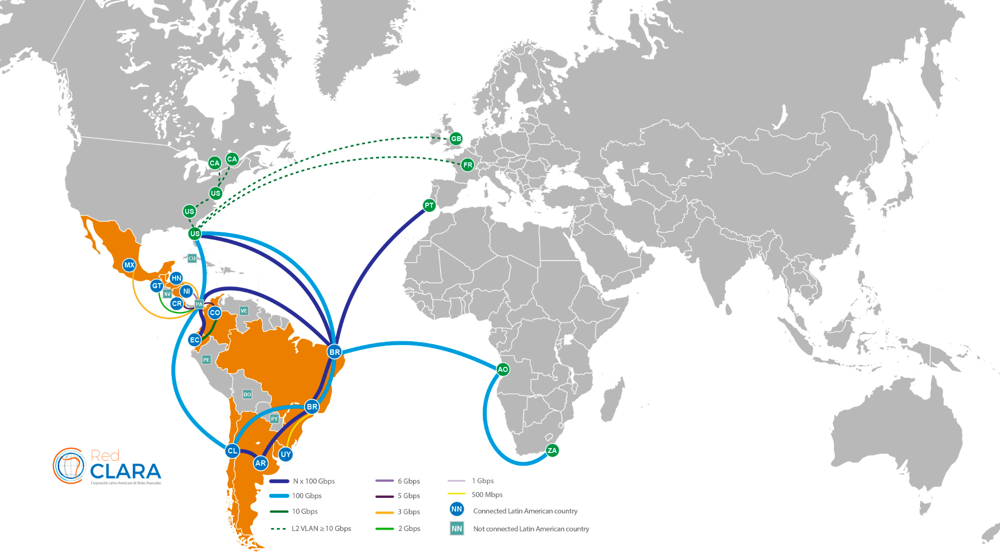 GB
CA
CA
FR
US
PT
US
US
CU
MX
HN
GT
NI
SV
CR
PA
CO
VE
EC
BR
PE
AO
BO
BR
PY
CL
ZA
UY
AR
Red
CLARA
Cooperación Latino Americana de Redes Avanzadas
N x 100 Gbps
100 Gbps
10 Gbps
L2 VLAN ≥ 10 Gbps
6 Gbps
5 Gbps
3 Gbps
2 Gbps
1 Gbps
500 Mbps
NN Connected Latin American country
NN Not connected Latin American country